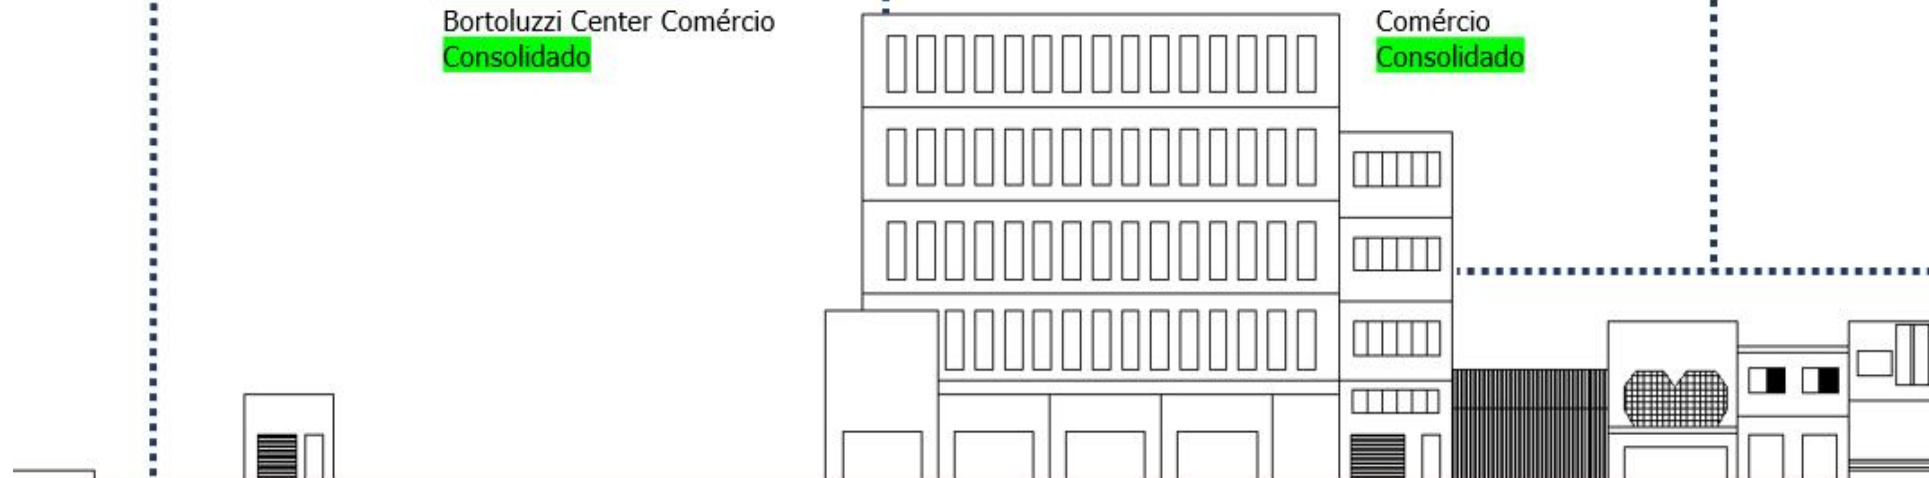 Bortoluzzi Center Comércio
Consolidado
Comércio
Consolidado